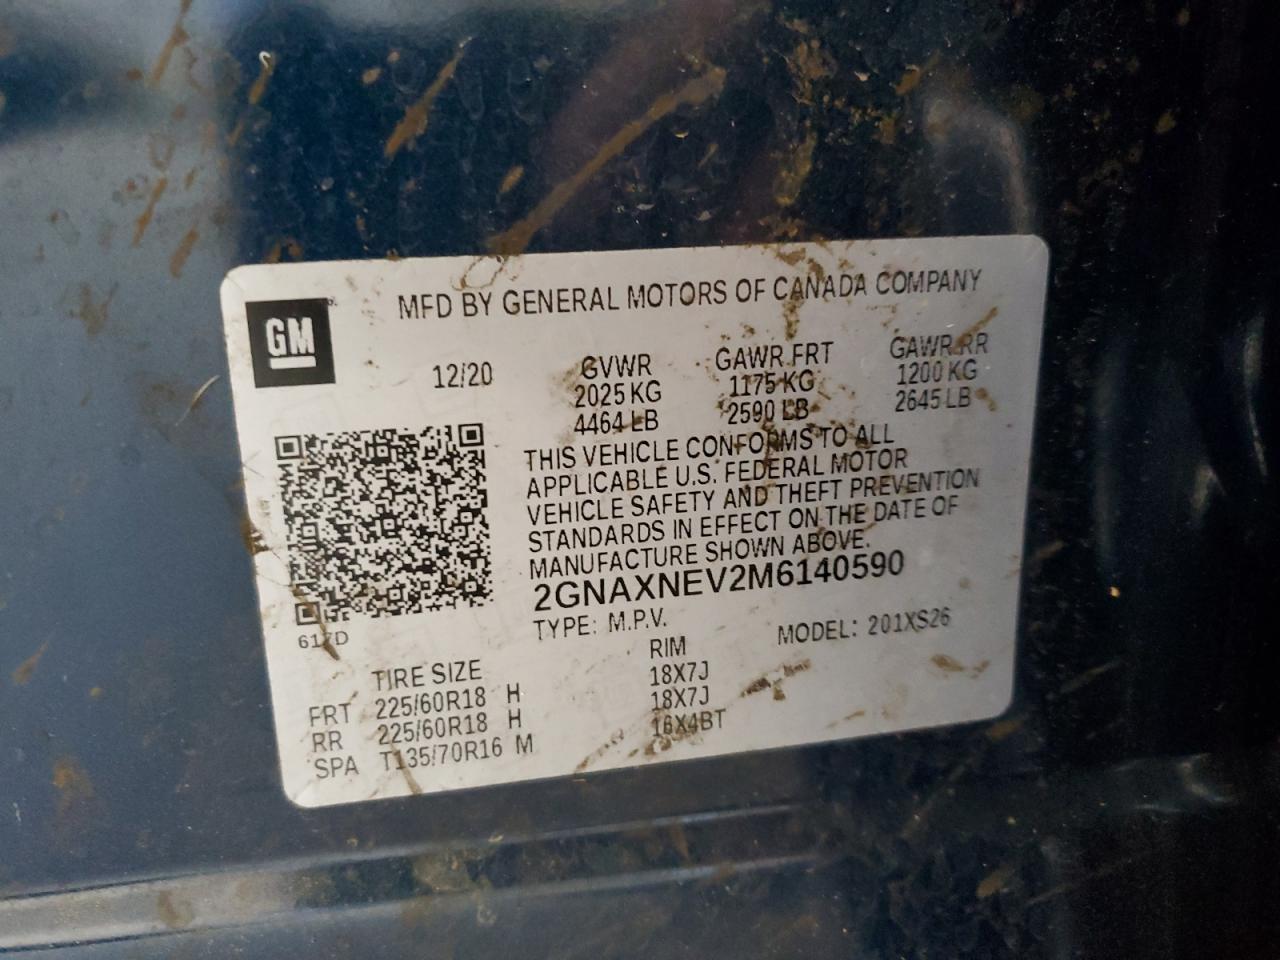 GM
MFD BY GENERAL MOTORS OF CANADA COMPANY
12/20
GVWR
2025 KG
4464 LB
GAWR FRT
1175 KG
2590 LB
GAWR RR
1200 KG
2645 LB
THIS VEHICLE CONFORMS TO ALL
APPLICABLE U.S. FEDERAL MOTOR
VEHICLE SAFETY AND THEFT PREVENTION
STANDARDS IN EFFECT ON THE DATE OF
MANUFACTURE SHOWN ABOVE.
2GNAXNEV2M6140590
TYPE: M.P.V.
MODEL: 201XS26
617D
TIRE SIZE RIM
FRT 225/60R18 H 18X7J
RR 225/60R18 H 18X7J
SPA T135/70R16 M 16X4BT